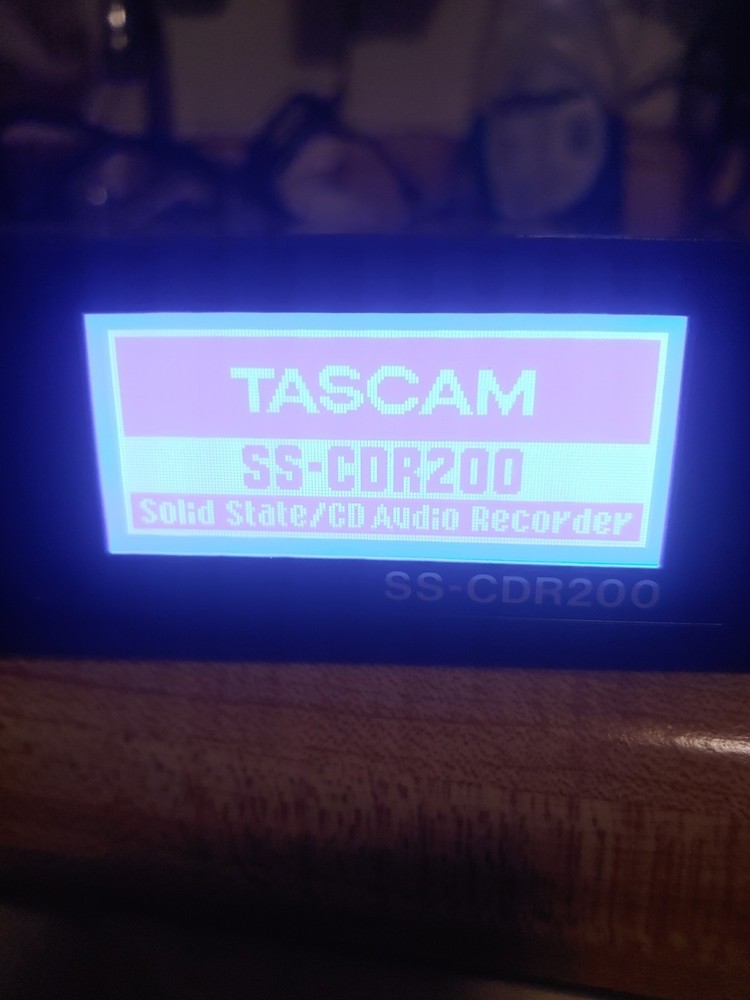 TASCAM
SS-CDR200
Solid State/CD Audio Recorder
SS-CDR200